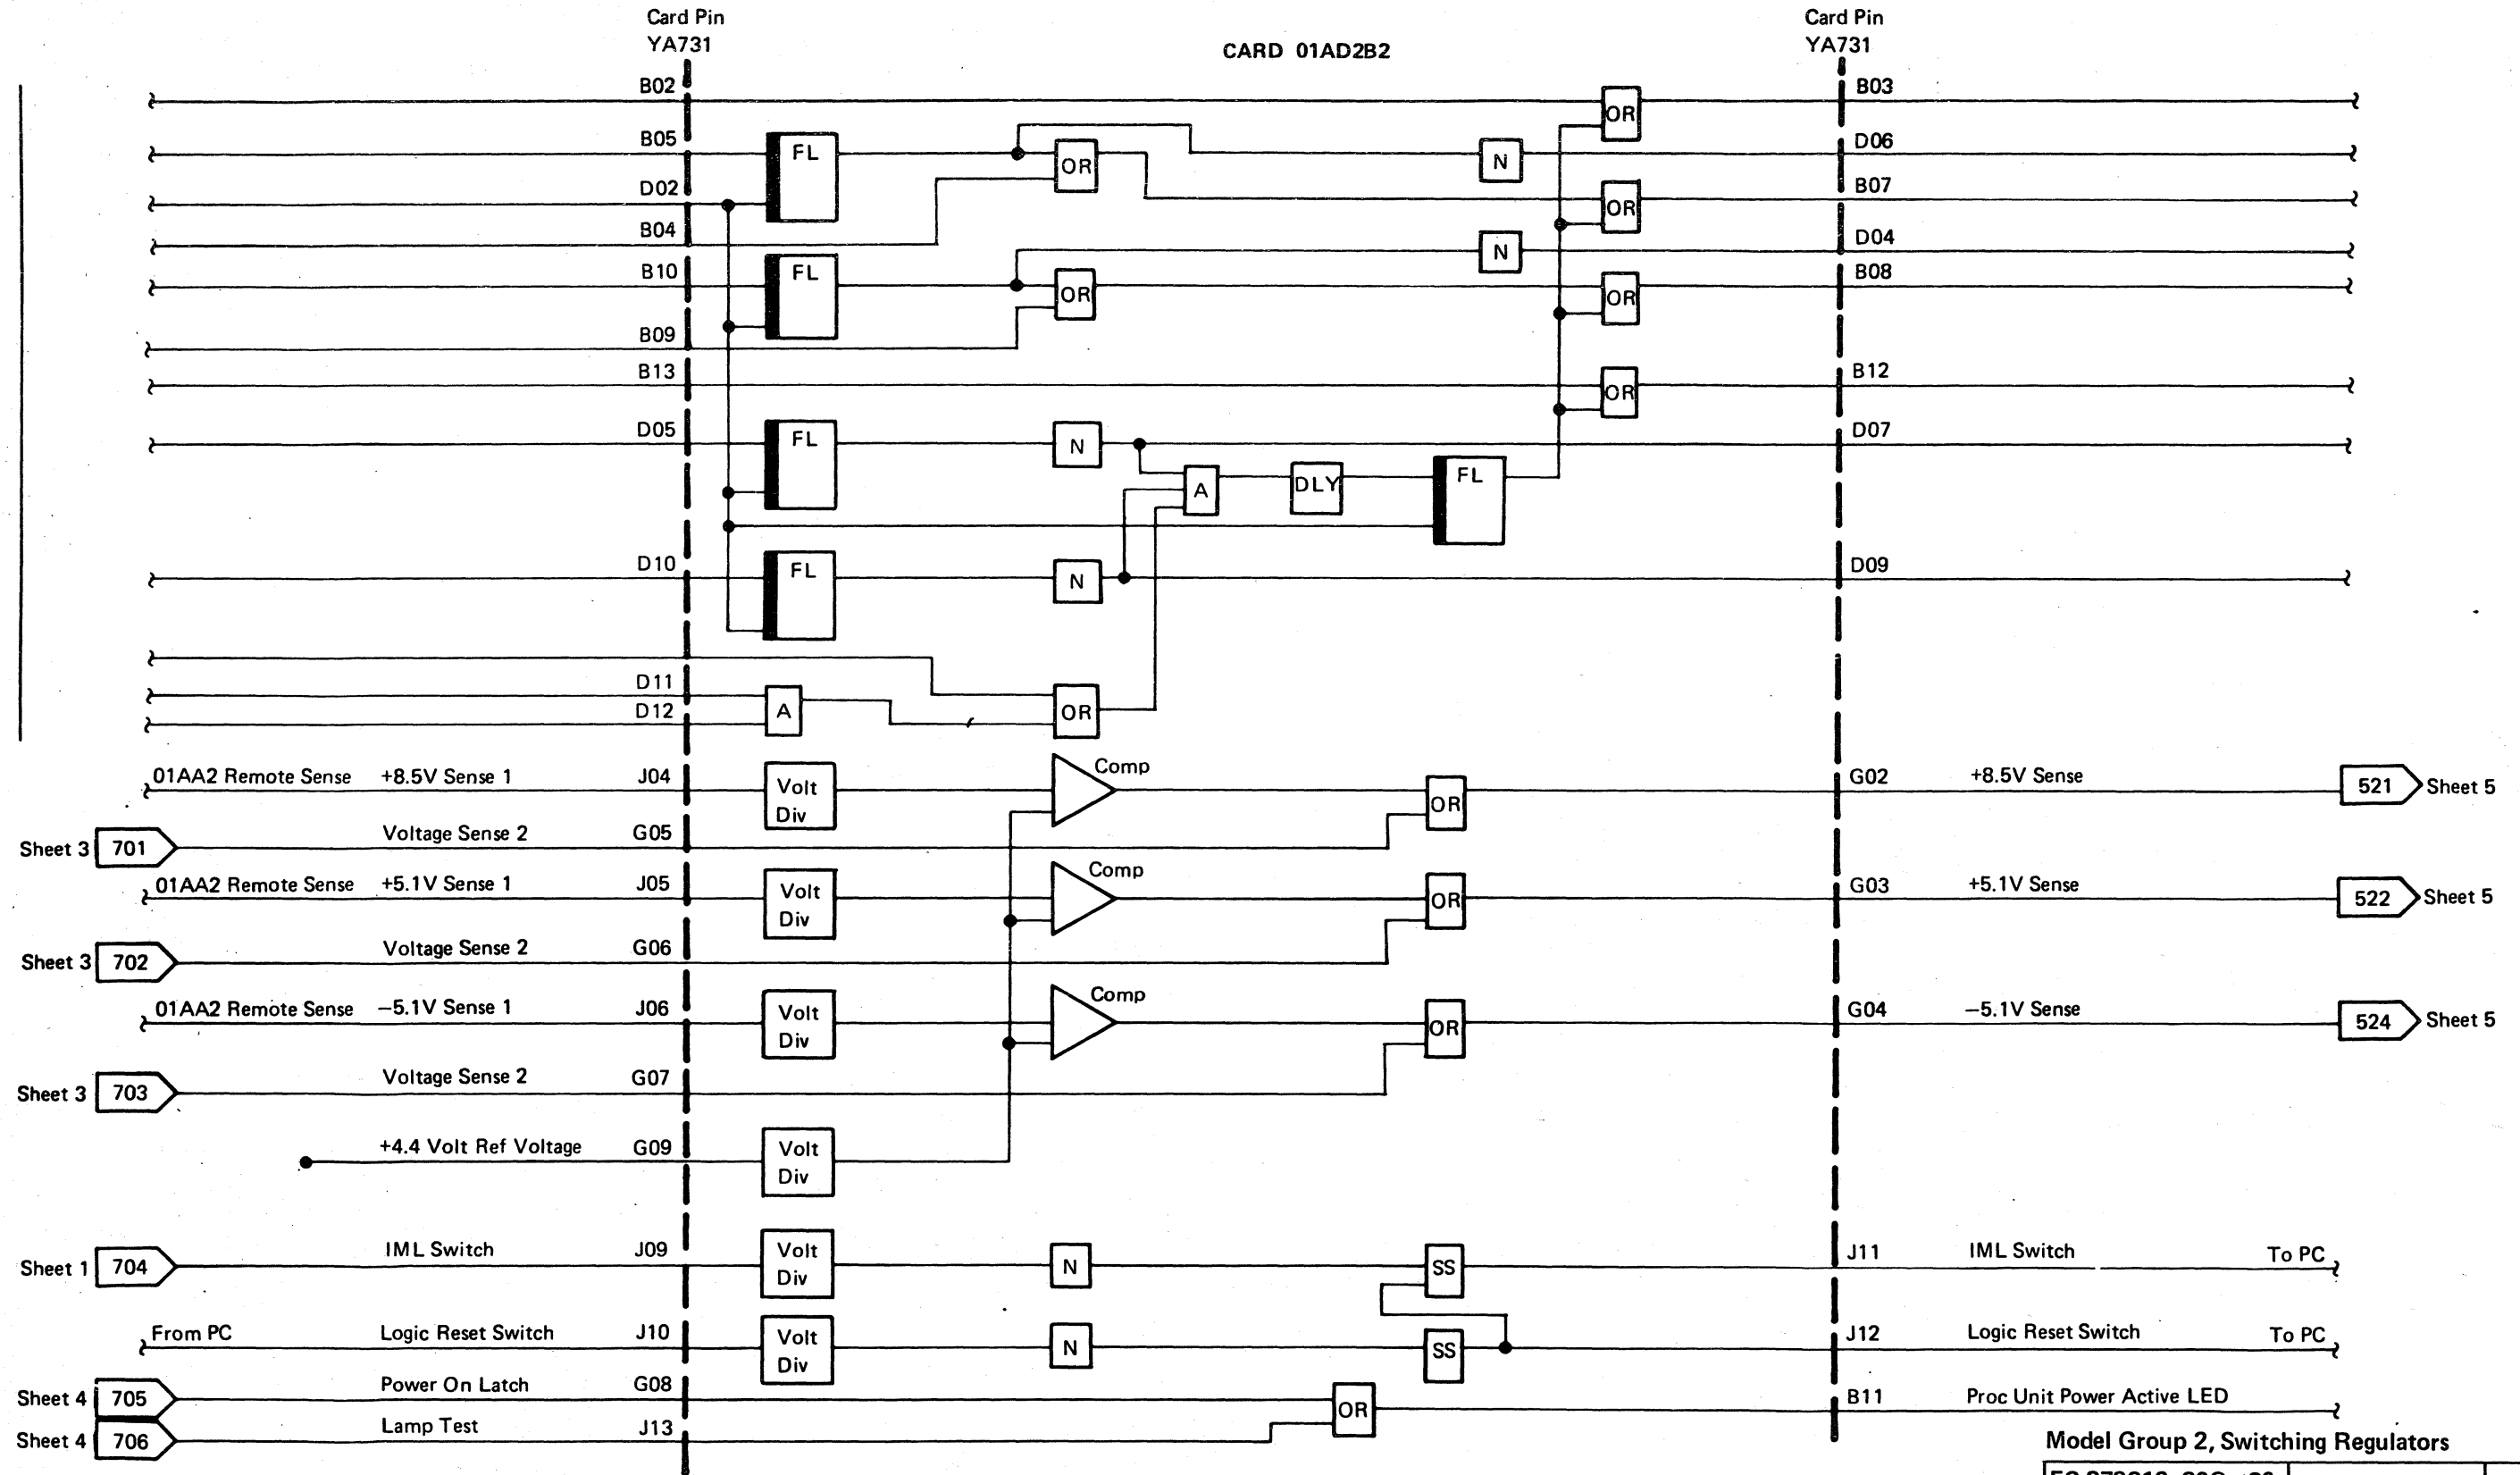 Card Pin
YA731
CARD 01AD2B2
Card Pin
YA731
B02
OR
B03
B05
FL
OR
N
D06
D02
B07
OR
B04
D04
N
B10
FL
OR
B08
OR
B09
B13
B12
OR
D05
FL
N
D07
A
DLY
FL
D10
FL
N
D09
D11
D12
A
OR
01AA2 Remote Sense +8.5V Sense 1 J04
Volt
Div
Comp
OR
G02 +8.5V Sense
521 Sheet 5
Sheet 3 701 Voltage Sense 2 G05
01AA2 Remote Sense +5.1V Sense 1 J05
Volt
Div
Comp
OR
G03 +5.1V Sense
522 Sheet 5
Sheet 3 702 Voltage Sense 2 G06
01AA2 Remote Sense −5.1V Sense 1 J06
Volt
Div
Comp
OR
G04 −5.1V Sense
524 Sheet 5
Sheet 3 703 Voltage Sense 2 G07
+4.4 Volt Ref Voltage G09
Volt
Div
Sheet 1 704 IML Switch J09
Volt
Div
N
SS
J11 IML Switch To PC
From PC Logic Reset Switch J10
Volt
Div
N
SS
J12 Logic Reset Switch To PC
Sheet 4 705 Power On Latch G08
OR
B11 Proc Unit Power Active LED
Sheet 4 706 Lamp Test J13
Model Group 2, Switching Regulators